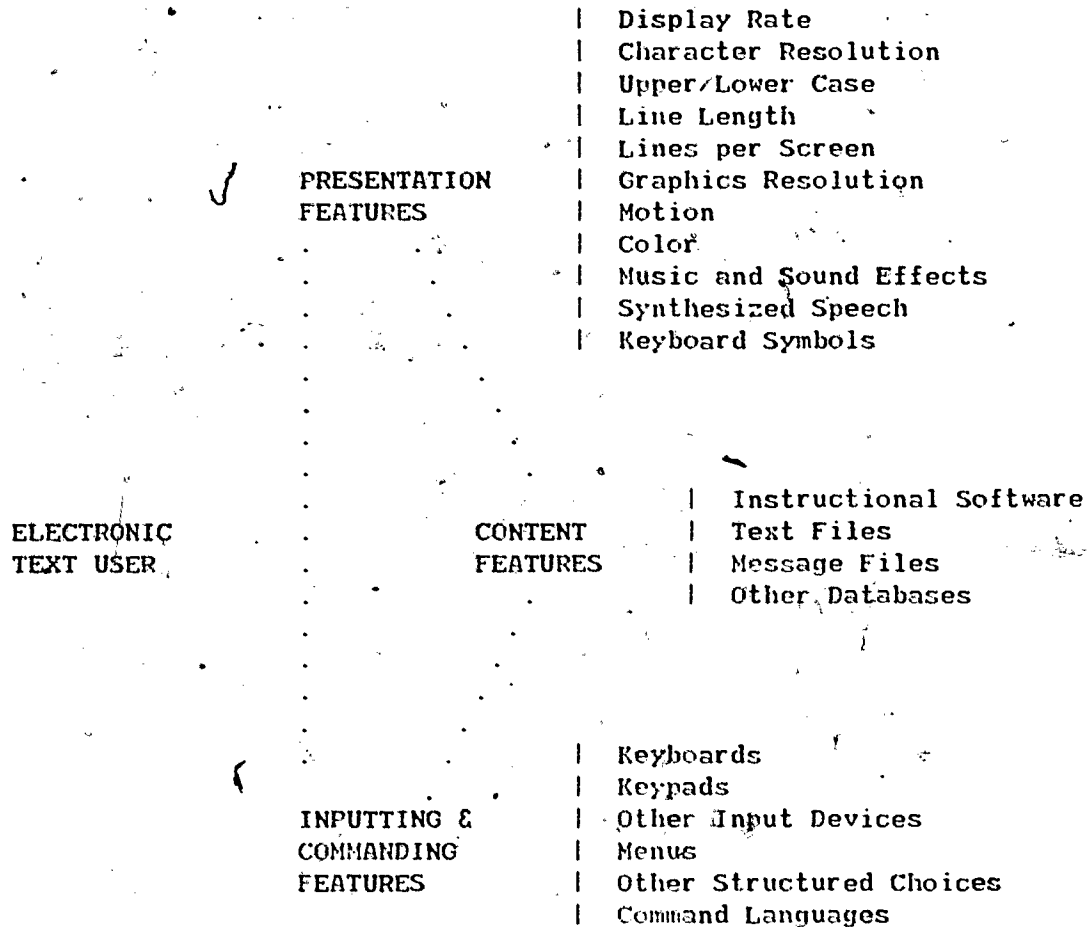 | Display Rate
| Character Resolution
| Upper/Lower Case
| Line Length
| Lines per Screen
PRESENTATION | Graphics Resolution
FEATURES | Motion
| Color
| Music and Sound Effects
| Synthesized Speech
| Keyboard Symbols
| Instructional Software
ELECTRONIC CONTENT | Text Files
TEXT USER FEATURES | Message Files
| Other Databases
| Keyboards
| Keypads
INPUTTING & | Other Input Devices
COMMANDING | Menus
FEATURES | Other Structured Choices
| Command Languages